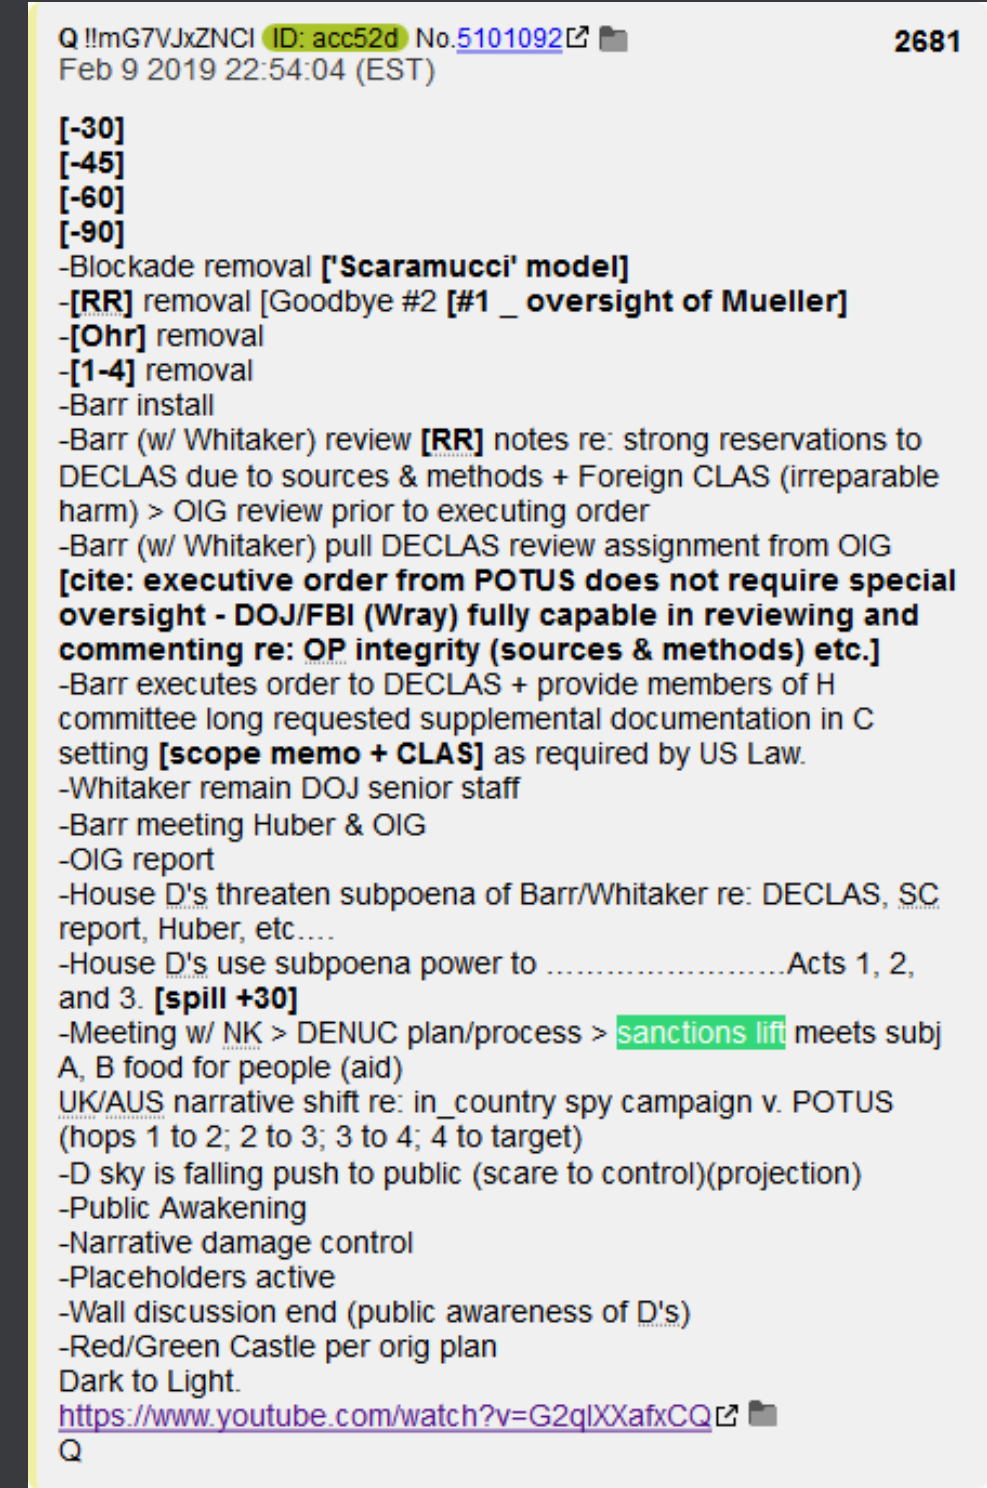 Q !!mG7VJxZNCI ID: acc52d No.5101092 2681
Feb 9 2019 22:54:04 (EST)
[-30]
[-45]
[-60]
[-90]
-Blockade removal ['Scaramucci' model]
-[RR] removal [Goodbye #2 [#1 _ oversight of Mueller]
-[Ohr] removal
-[1-4] removal
-Barr install
-Barr (w/ Whitaker) review [RR] notes re: strong reservations to
DECLAS due to sources & methods + Foreign CLAS (irreparable
harm) > OIG review prior to executing order
-Barr (w/ Whitaker) pull DECLAS review assignment from OIG
[cite: executive order from POTUS does not require special
oversight - DOJ/FBI (Wray) fully capable in reviewing and
commenting re: OP integrity (sources & methods) etc.]
-Barr executes order to DECLAS + provide members of H
committee long requested supplemental documentation in C
setting [scope memo + CLAS] as required by US Law.
-Whitaker remain DOJ senior staff
-Barr meeting Huber & OIG
-OIG report
-House D's threaten subpoena of Barr/Whitaker re: DECLAS, SC
report, Huber, etc....
-House D's use subpoena power to ........................Acts 1, 2,
and 3. [spill +30]
-Meeting w/ NK > DENUC plan/process > sanctions lift meets subj
A, B food for people (aid)
UK/AUS narrative shift re: in_country spy campaign v. POTUS
(hops 1 to 2; 2 to 3; 3 to 4; 4 to target)
-D sky is falling push to public (scare to control)(projection)
-Public Awakening
-Narrative damage control
-Placeholders active
-Wall discussion end (public awareness of D's)
-Red/Green Castle per orig plan
Dark to Light.
https://www.youtube.com/watch?v=G2qIXXafxCQ
Q